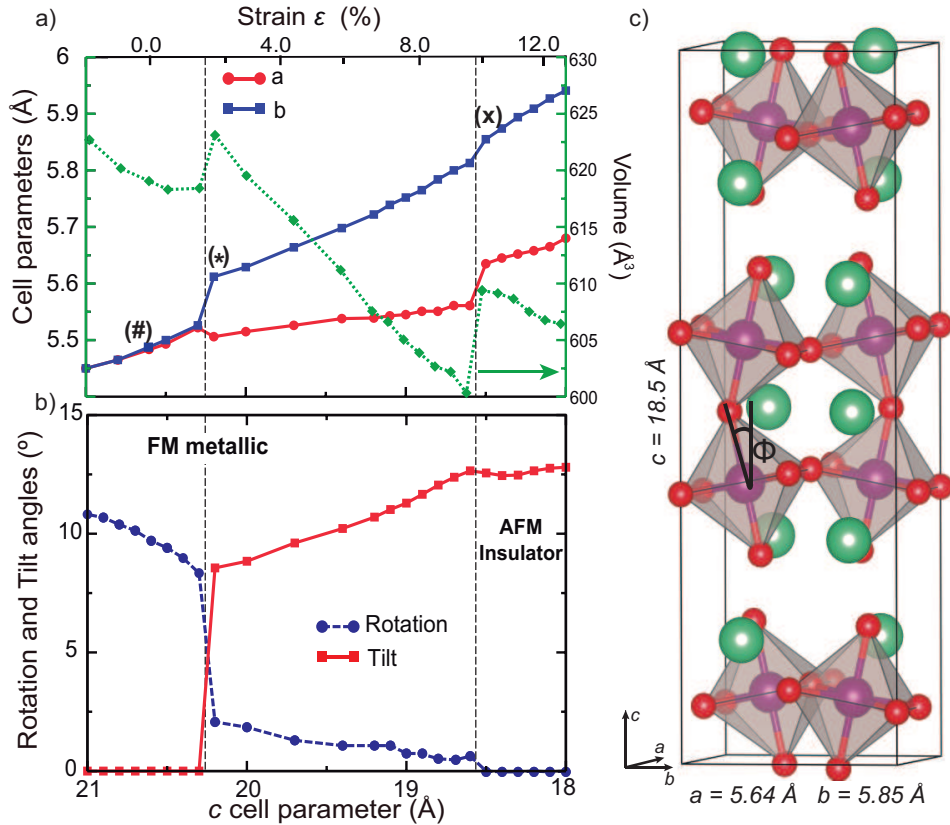 a)
Strain ε (%)
0.0 4.0 8.0 12.0
6
5.9
5.8
5.7
5.6
5.5
Cell parameters (Å)
a
b
(#)
(*)
(x)
630
625
620
615
610
605
600
Volume (Å³)
b)
15
10
5
0
Rotation and Tilt angles (º)
FM metallic
AFM
Insulator
Rotation
Tilt
21 20 19 18
c cell parameter (Å)
c)
c = 18.5 Å
Φ
c
a
b
a = 5.64 Å b = 5.85 Å